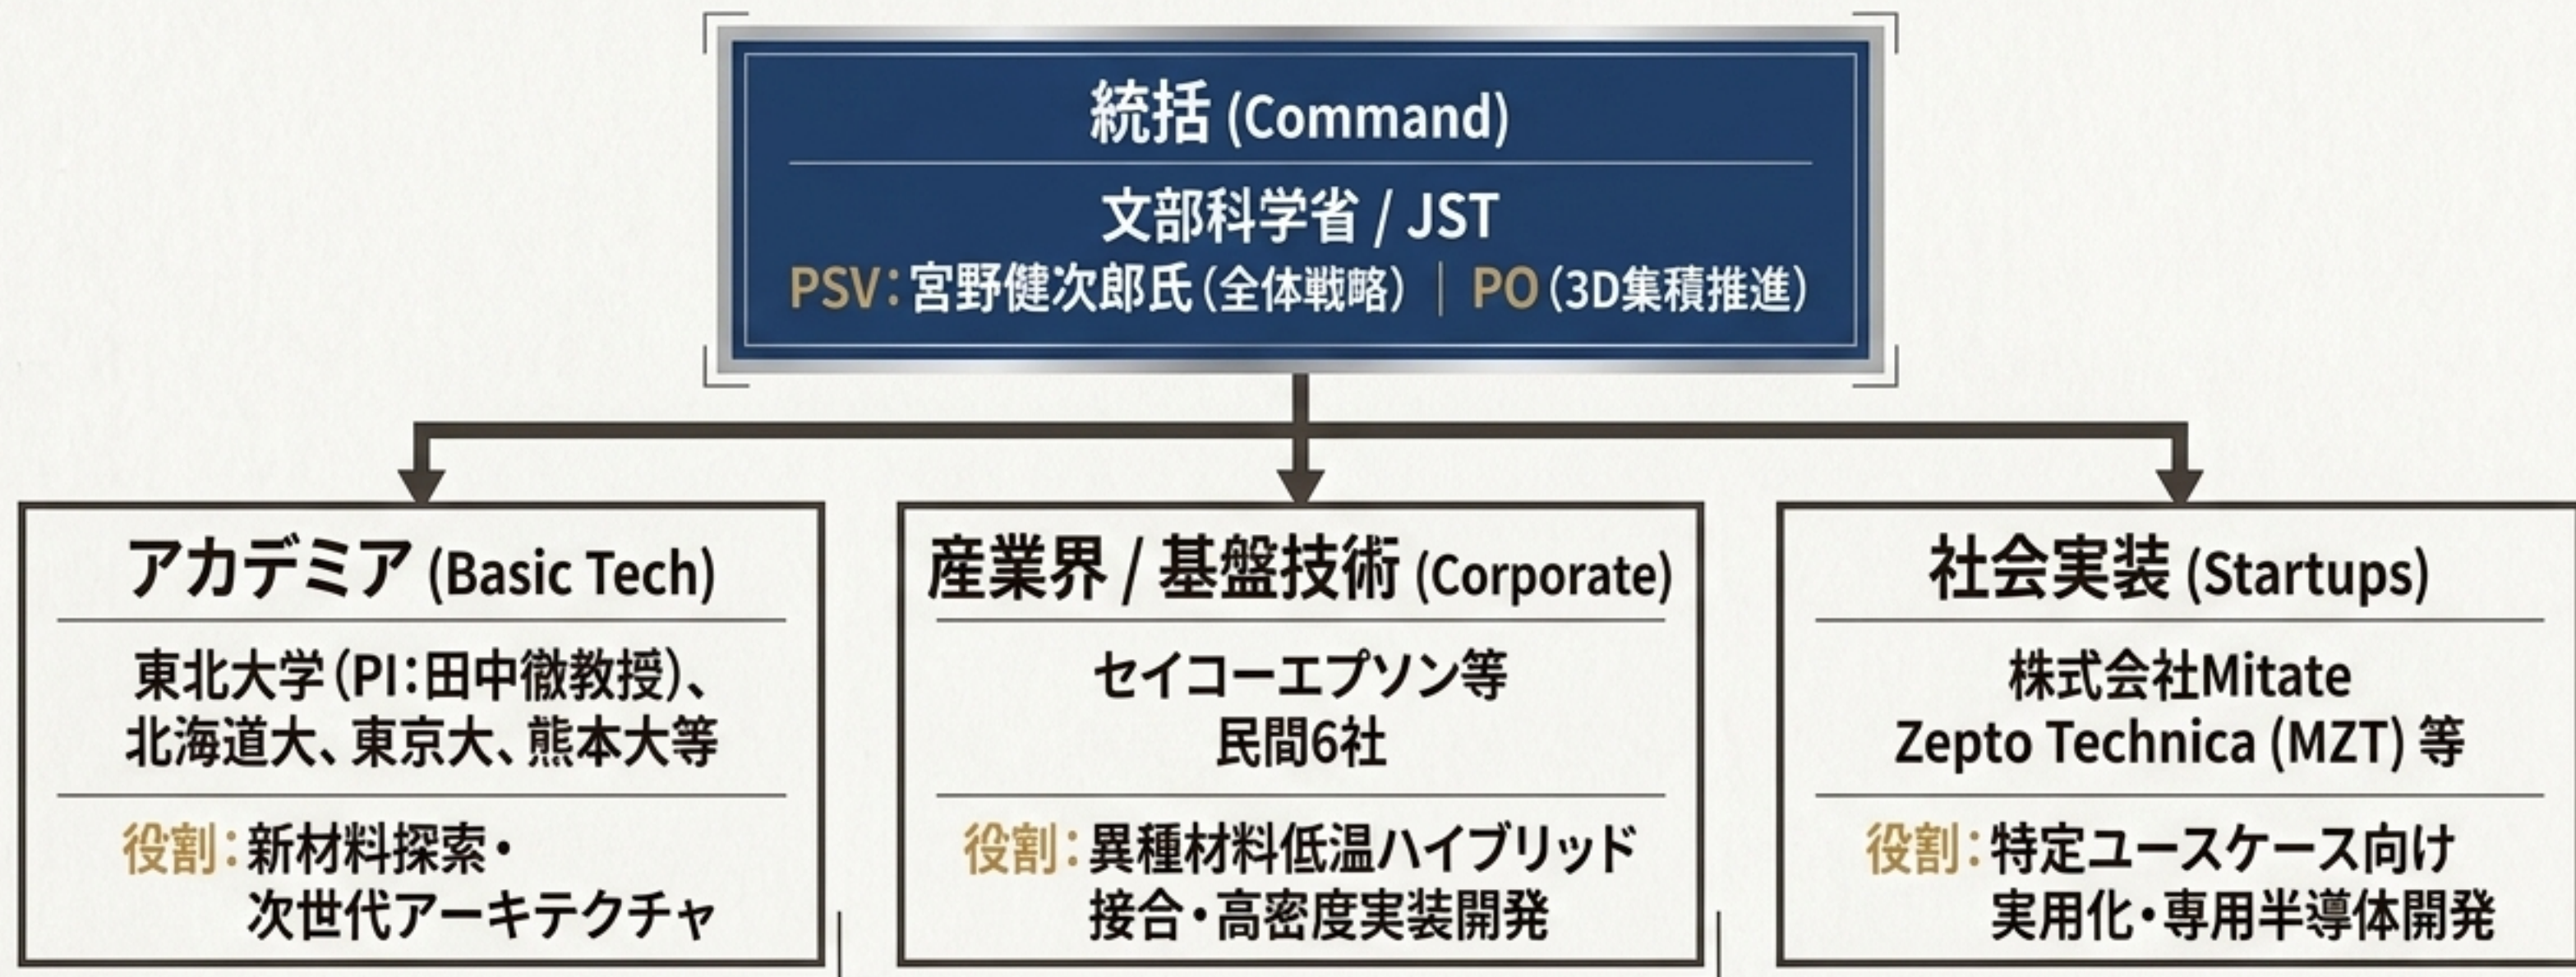 統括 (Command)
文部科学省 / JST
PSV：宮野健次郎氏（全体戦略）｜PO（3D集積推進）
アカデミア (Basic Tech)
東北大学（PI：田中徹教授）、
北海道大、東京大、熊本大等
役割：新材料探索・
次世代アーキテクチャ
産業界 / 基盤技術 (Corporate)
セイコーエプソン等
民間6社
役割：異種材料低温ハイブリッド
接合・高密度実装開発
社会実装 (Startups)
株式会社Mitate
Zepto Technica (MZT) 等
役割：特定ユースケース向け
実用化・専用半導体開発